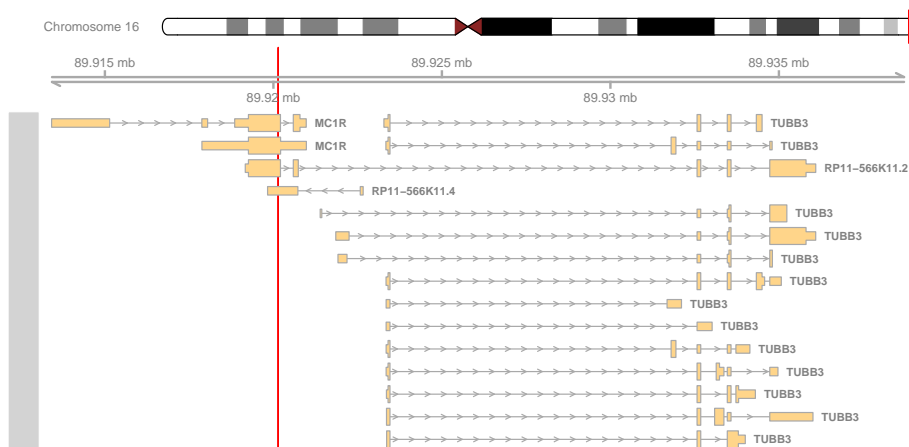 Chromosome 16
89.915 mb 89.925 mb 89.935 mb
89.92 mb 89.93 mb
MC1R TUBB3
MC1R TUBB3
RP11−566K11.2
RP11−566K11.4
TUBB3
TUBB3
TUBB3
TUBB3
TUBB3
TUBB3
TUBB3
TUBB3
TUBB3
TUBB3
TUBB3